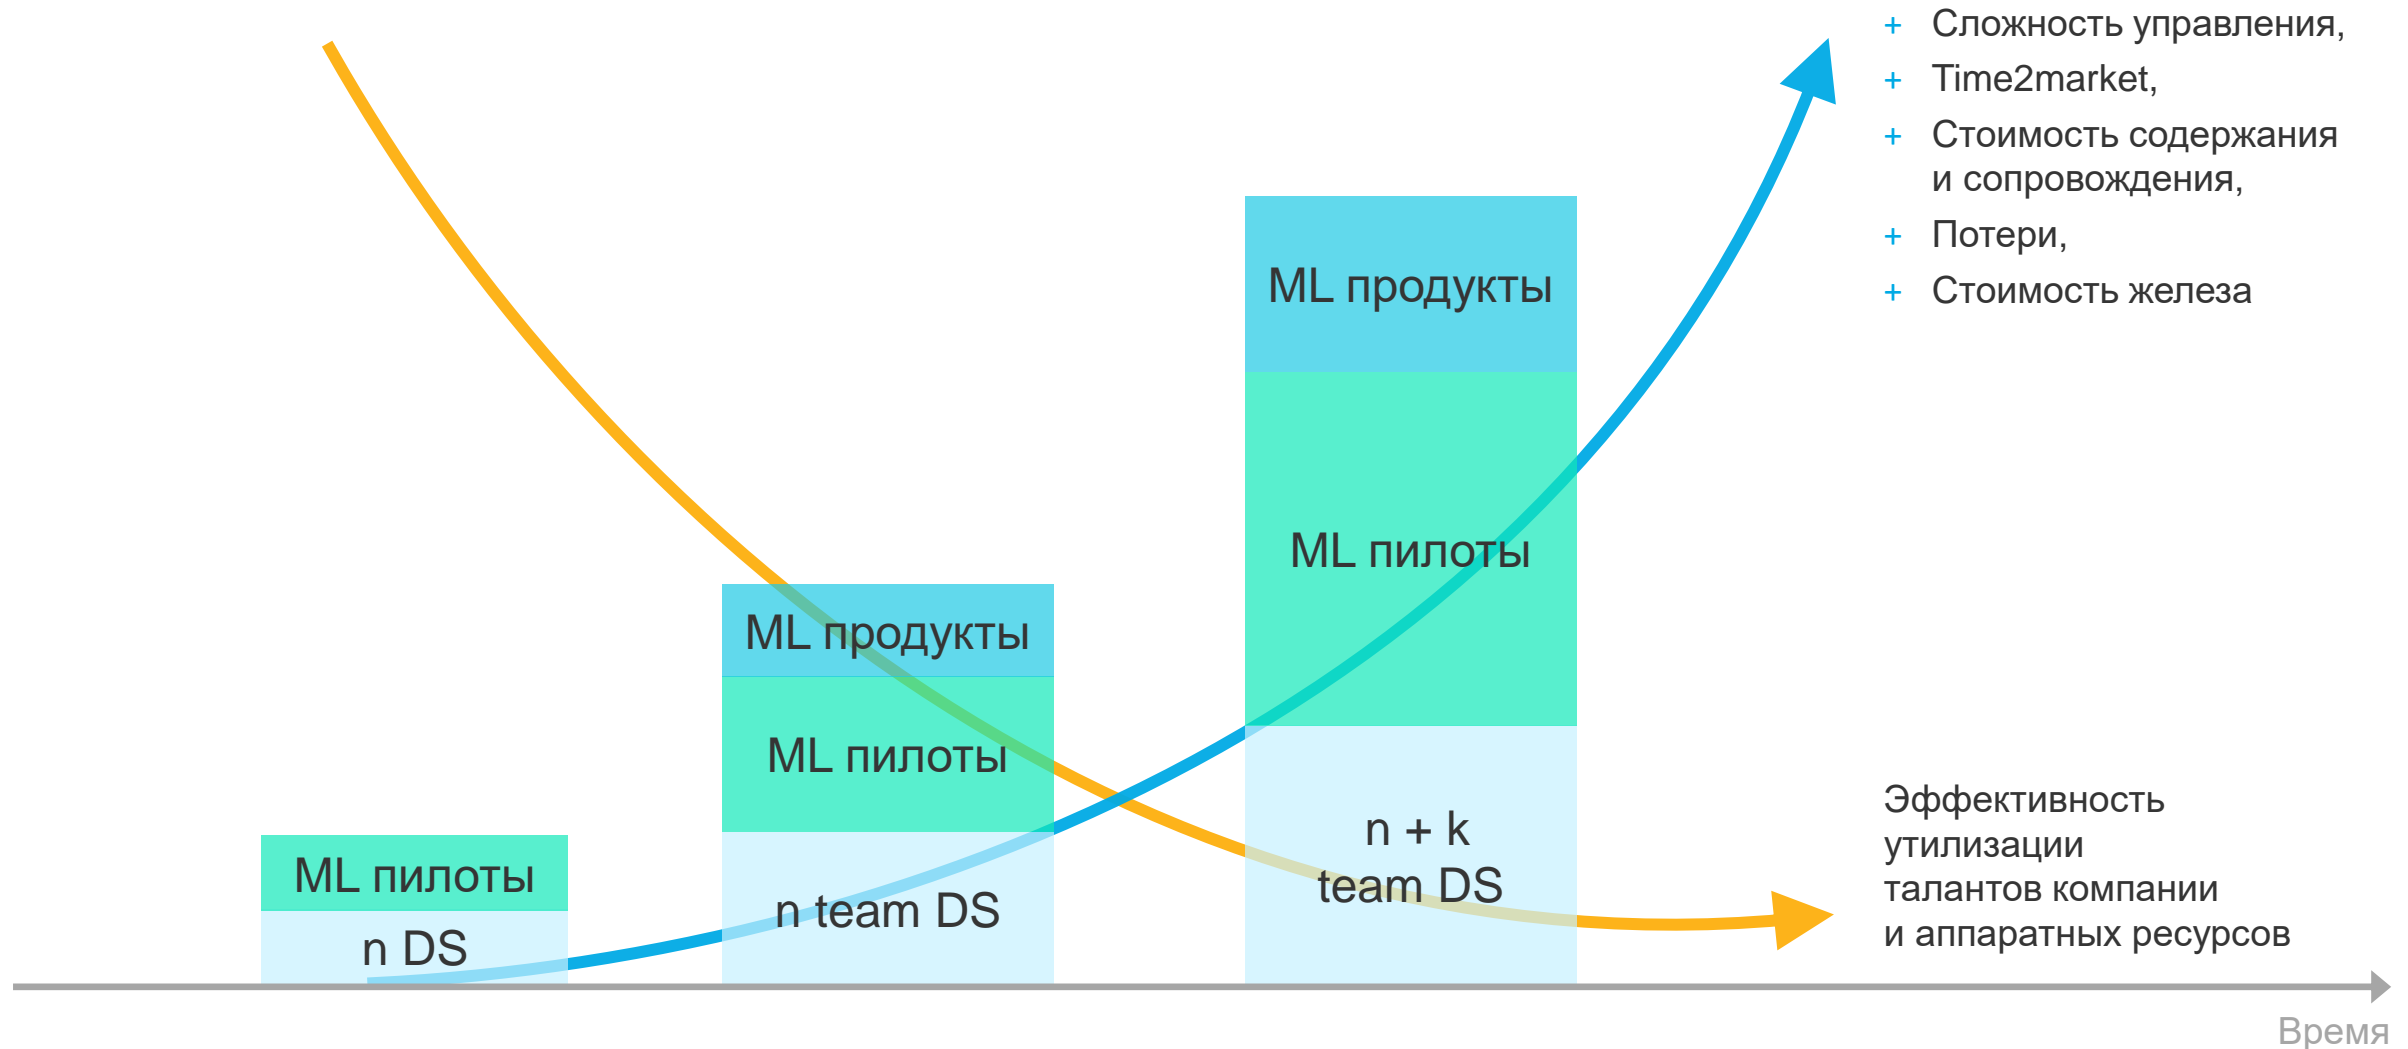 + Сложность управления,
+ Time2market,
+ Стоимость содержания
и сопровождения,
+ Потери,
+ Стоимость железа
ML продукты
ML пилоты
n + k
team DS
ML продукты
ML пилоты
n team DS
ML пилоты
n DS
Эффективность
утилизации
талантов компании
и аппаратных ресурсов
Время